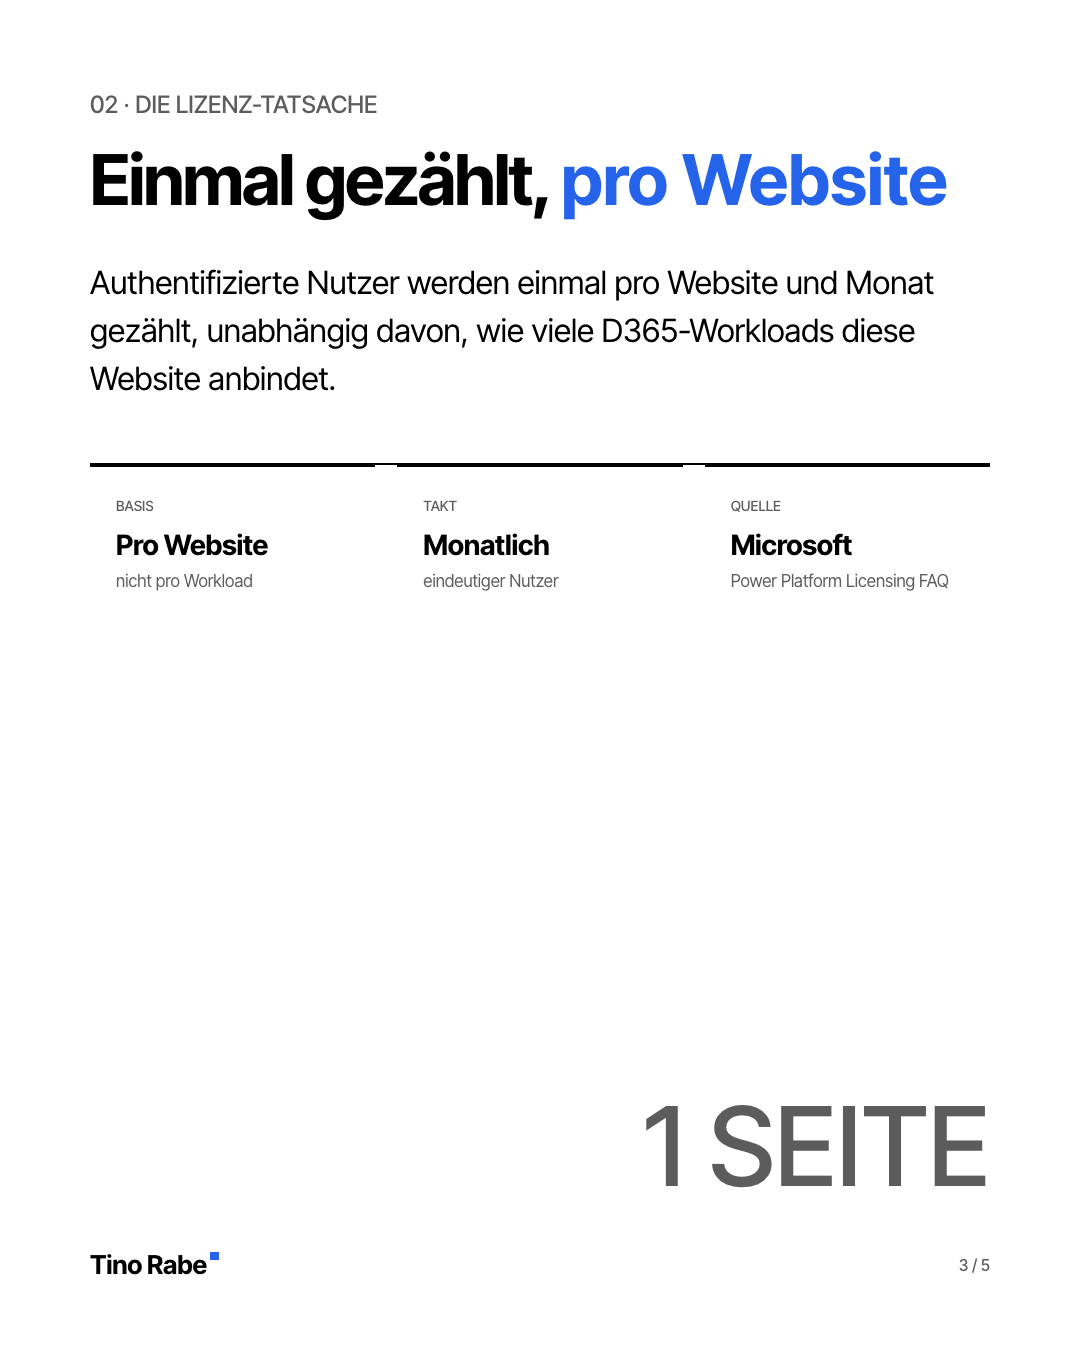 02 · DIE LIZENZ-TATSACHE
Einmal gezählt, pro Website
Authentifizierte Nutzer werden einmal pro Website und Monat
gezählt, unabhängig davon, wie viele D365-Workloads diese
Website anbindet.
BASIS
Pro Website
nicht pro Workload
TAKT
Monatlich
eindeutiger Nutzer
QUELLE
Microsoft
Power Platform Licensing FAQ
1 SEITE
Tino Rabe
3 / 5